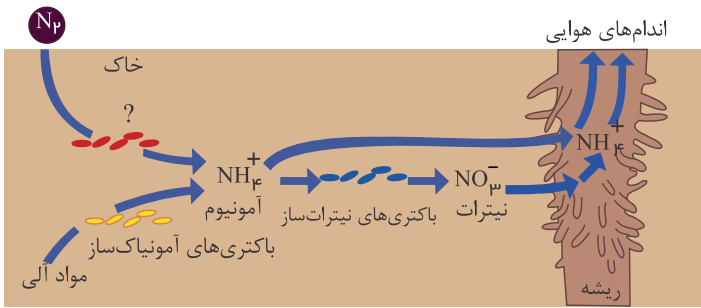 N۲
اندام‌های هوایی
خاک
?
NH۴+
آمونیوم
باکتری‌های نیترات‌ساز
NO۳−
نیترات
NH۴+
باکتری‌های آمونیاک‌ساز
مواد آلی
ریشه